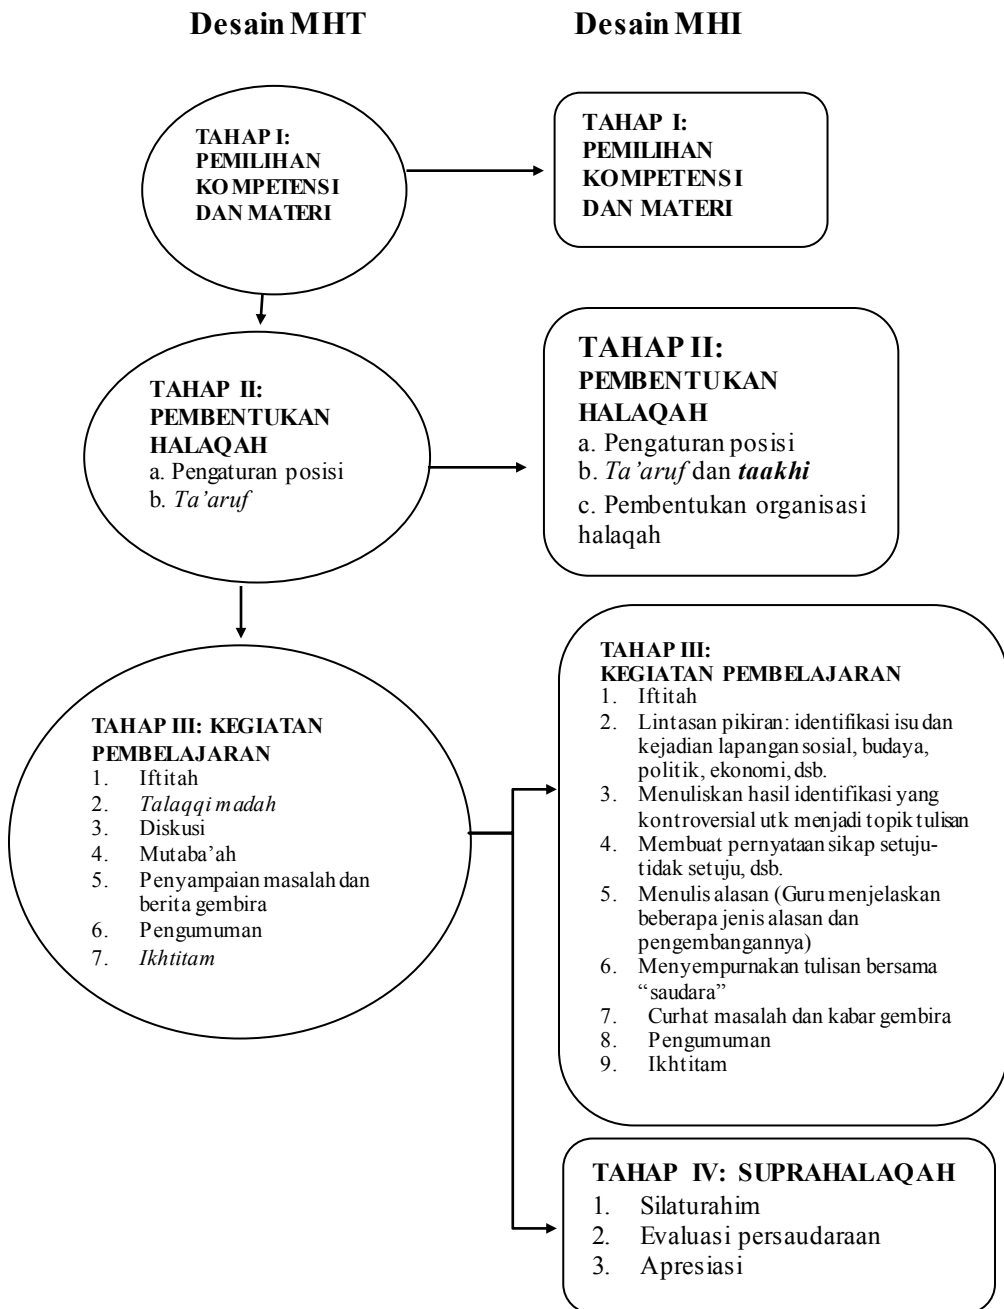 Desain MHT
Desain MHI
TAHAP I:
PEMILIHAN
KOMPETENSI
DAN MATERI
TAHAP I:
PEMILIHAN
KOMPETENSI
DAN MATERI
TAHAP II:
PEMBENTUKAN
HALAQAH
a. Pengaturan posisi
b. Ta’aruf
TAHAP II:
PEMBENTUKAN
HALAQAH
a. Pengaturan posisi
b. Ta’aruf dan taakhi
c. Pembentukan organisasi
halaqah
TAHAP III: KEGIATAN
PEMBELAJARAN
1. Iftitah
2. Talaqqi madah
3. Diskusi
4. Mutaba’ah
5. Penyampaian masalah dan
berita gembira
6. Pengumuman
7. Ikhtitam
TAHAP III:
KEGIATAN PEMBELAJARAN
1. Iftitah
2. Lintasan pikiran: identifikasi isu dan
kejadian lapangan sosial, budaya,
politik, ekonomi, dsb.
3. Menuliskan hasil identifikasi yang
kontroversial utk menjadi topik tulisan
4. Membuat pernyataan sikap setuju-
tidak setuju, dsb.
5. Menulis alasan (Guru menjelaskan
beberapa jenis alasan dan
pengembangannya)
6. Menyempurnakan tulisan bersama
“saudara”
7. Curhat masalah dan kabar gembira
8. Pengumuman
9. Ikhtitam
TAHAP IV: SUPRAHALAQAH
1. Silaturahim
2. Evaluasi persaudaraan
3. Apresiasi